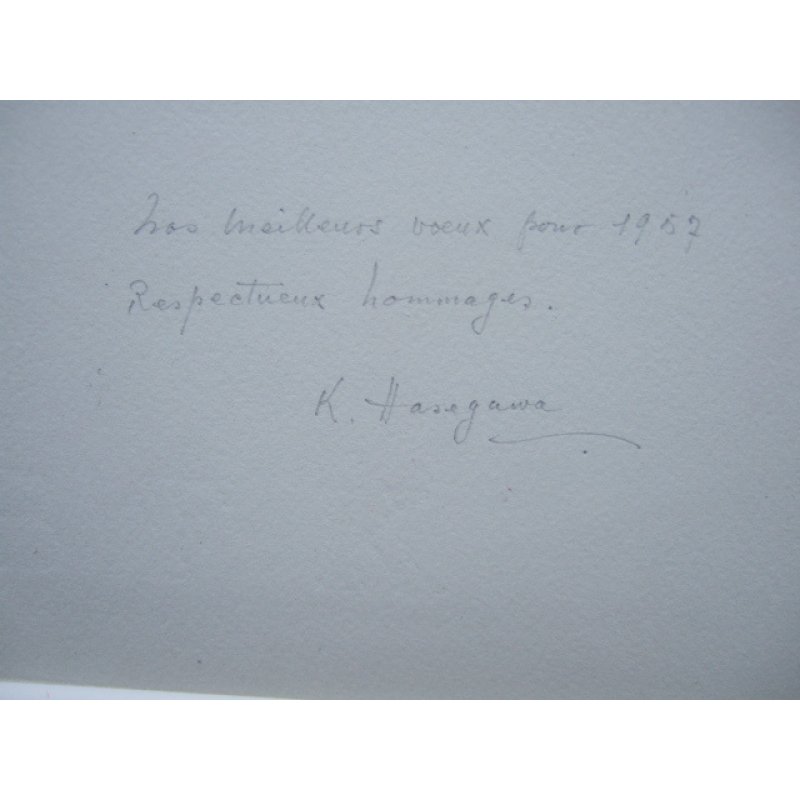 Nos meilleurs voeux pour 1957
Respectueux hommages.
K. Hasegawa